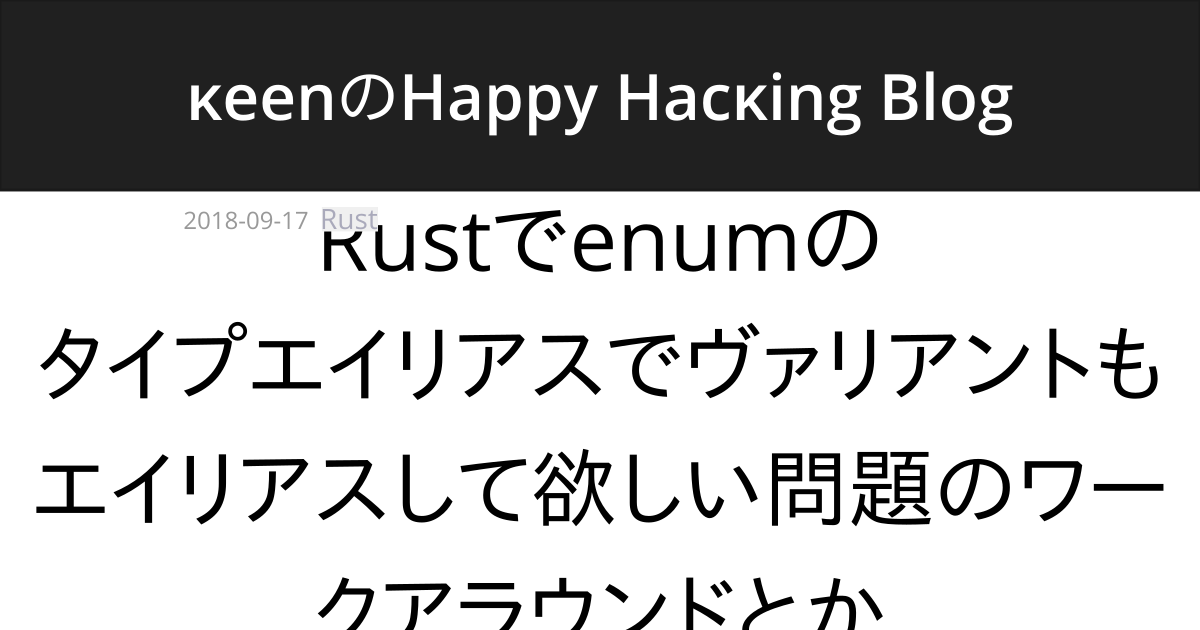 κeenのHappy Hacκing Blog
2018-09-17 Rust
Rustでenumの
タイプエイリアスでヴァリアントも
エイリアスして欲しい問題のワー
クアラウンドとか